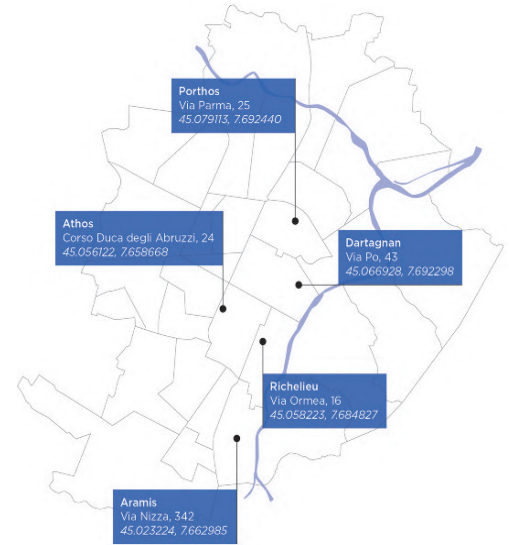 Porthos
Via Parma, 25
45.079113, 7.692440
Athos
Corso Duca degli Abruzzi, 24
45.056122, 7.658668
Dartagnan
Via Po, 43
45.066928, 7.692298
Richelieu
Via Ormea, 16
45.058223, 7.684827
Aramis
Via Nizza, 342
45.023224, 7.662985